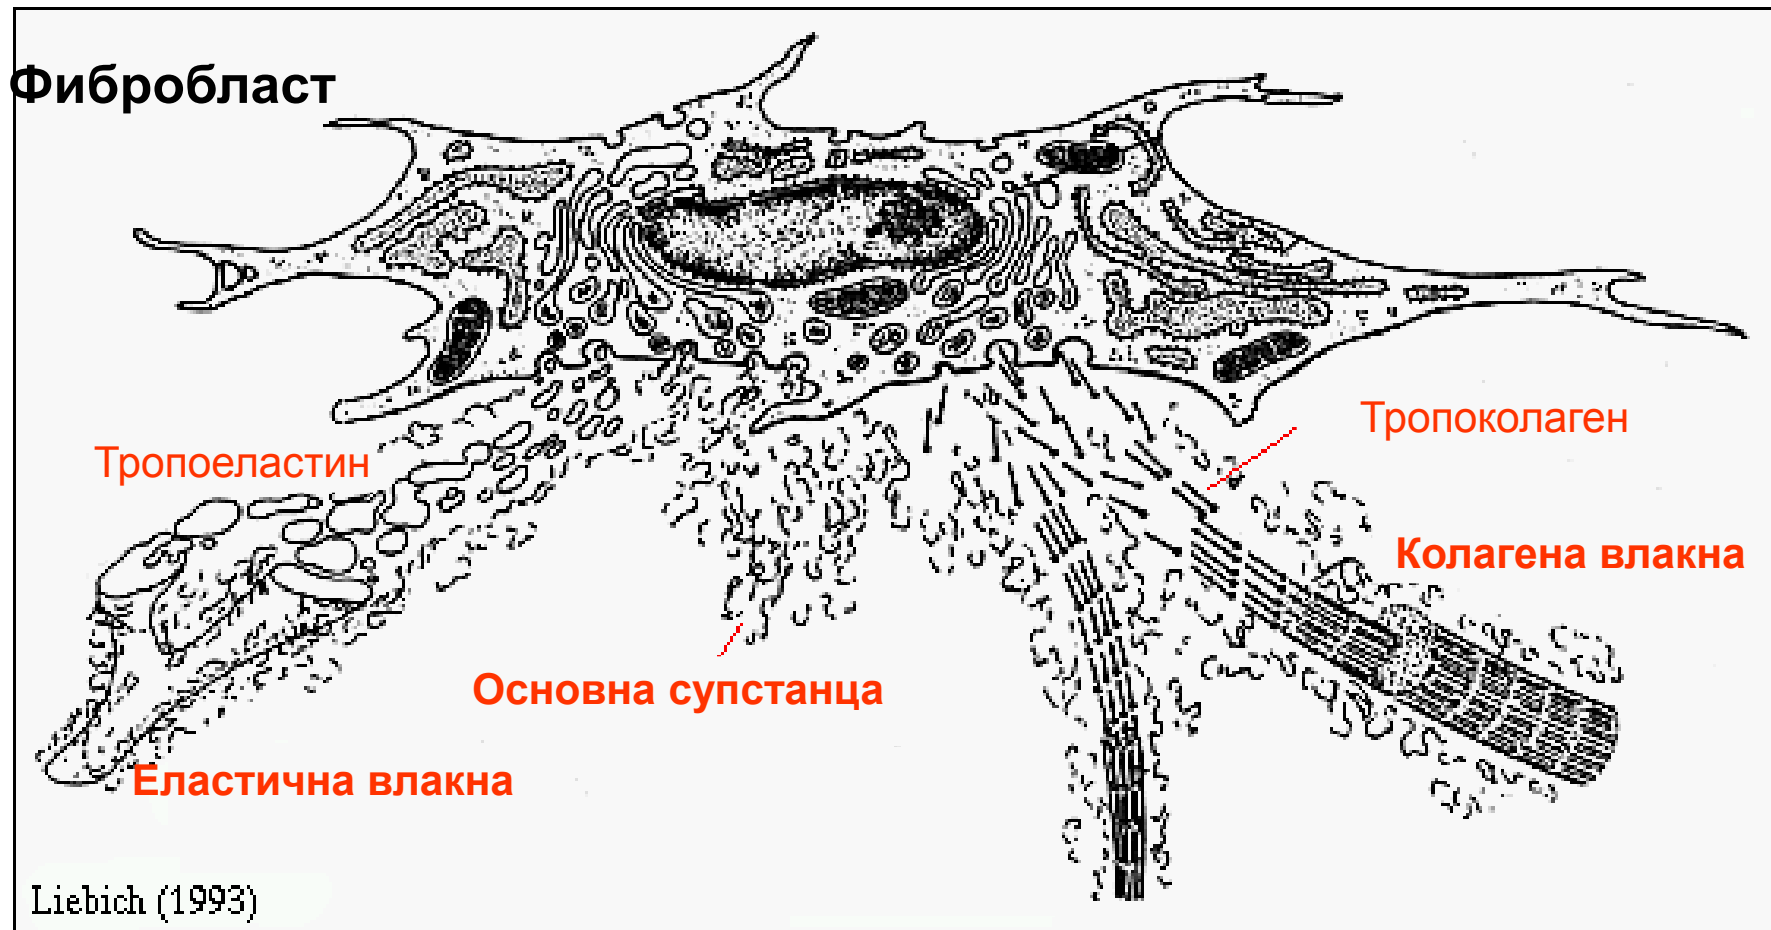 Фибробласт
Тропоколаген
Тропоеластин
Колагена влакна
Основна супстанца
Еластична влакна
Liebich (1993)